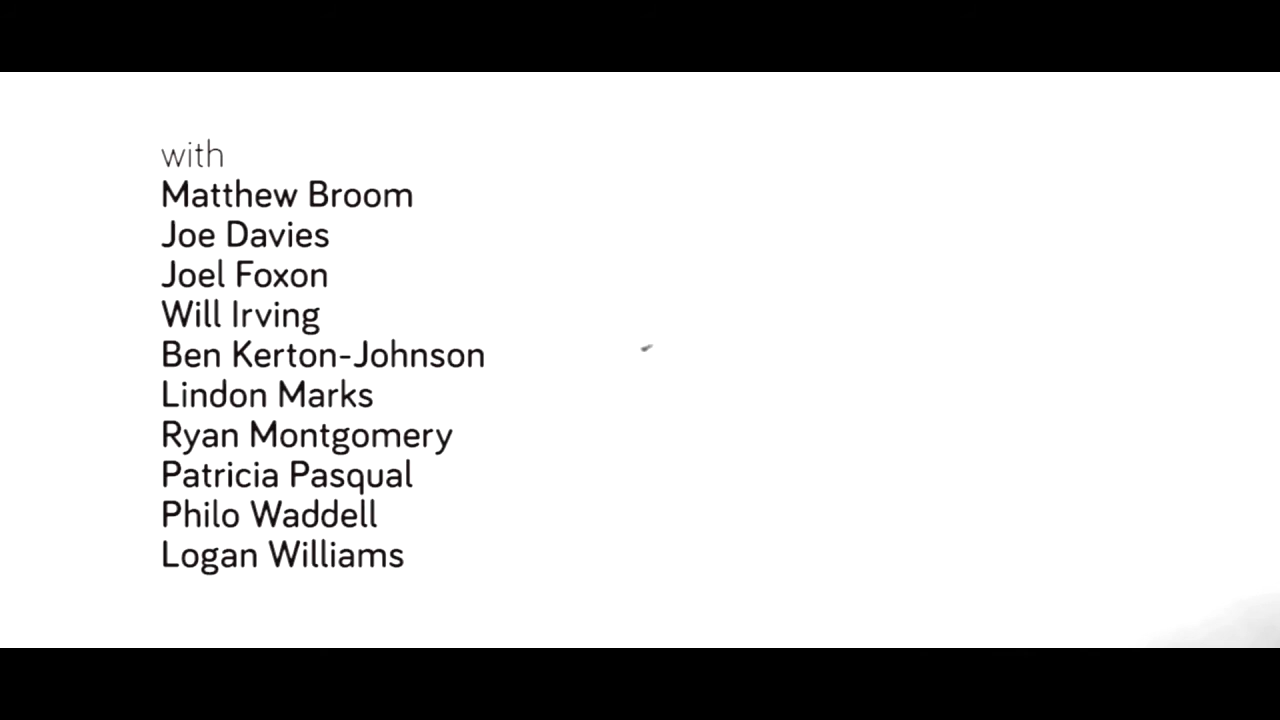 with
Matthew Broom
Joe Davies
Joel Foxon
Will Irving
Ben Kerton-Johnson
Lindon Marks
Ryan Montgomery
Patricia Pasqual
Philo Waddell
Logan Williams